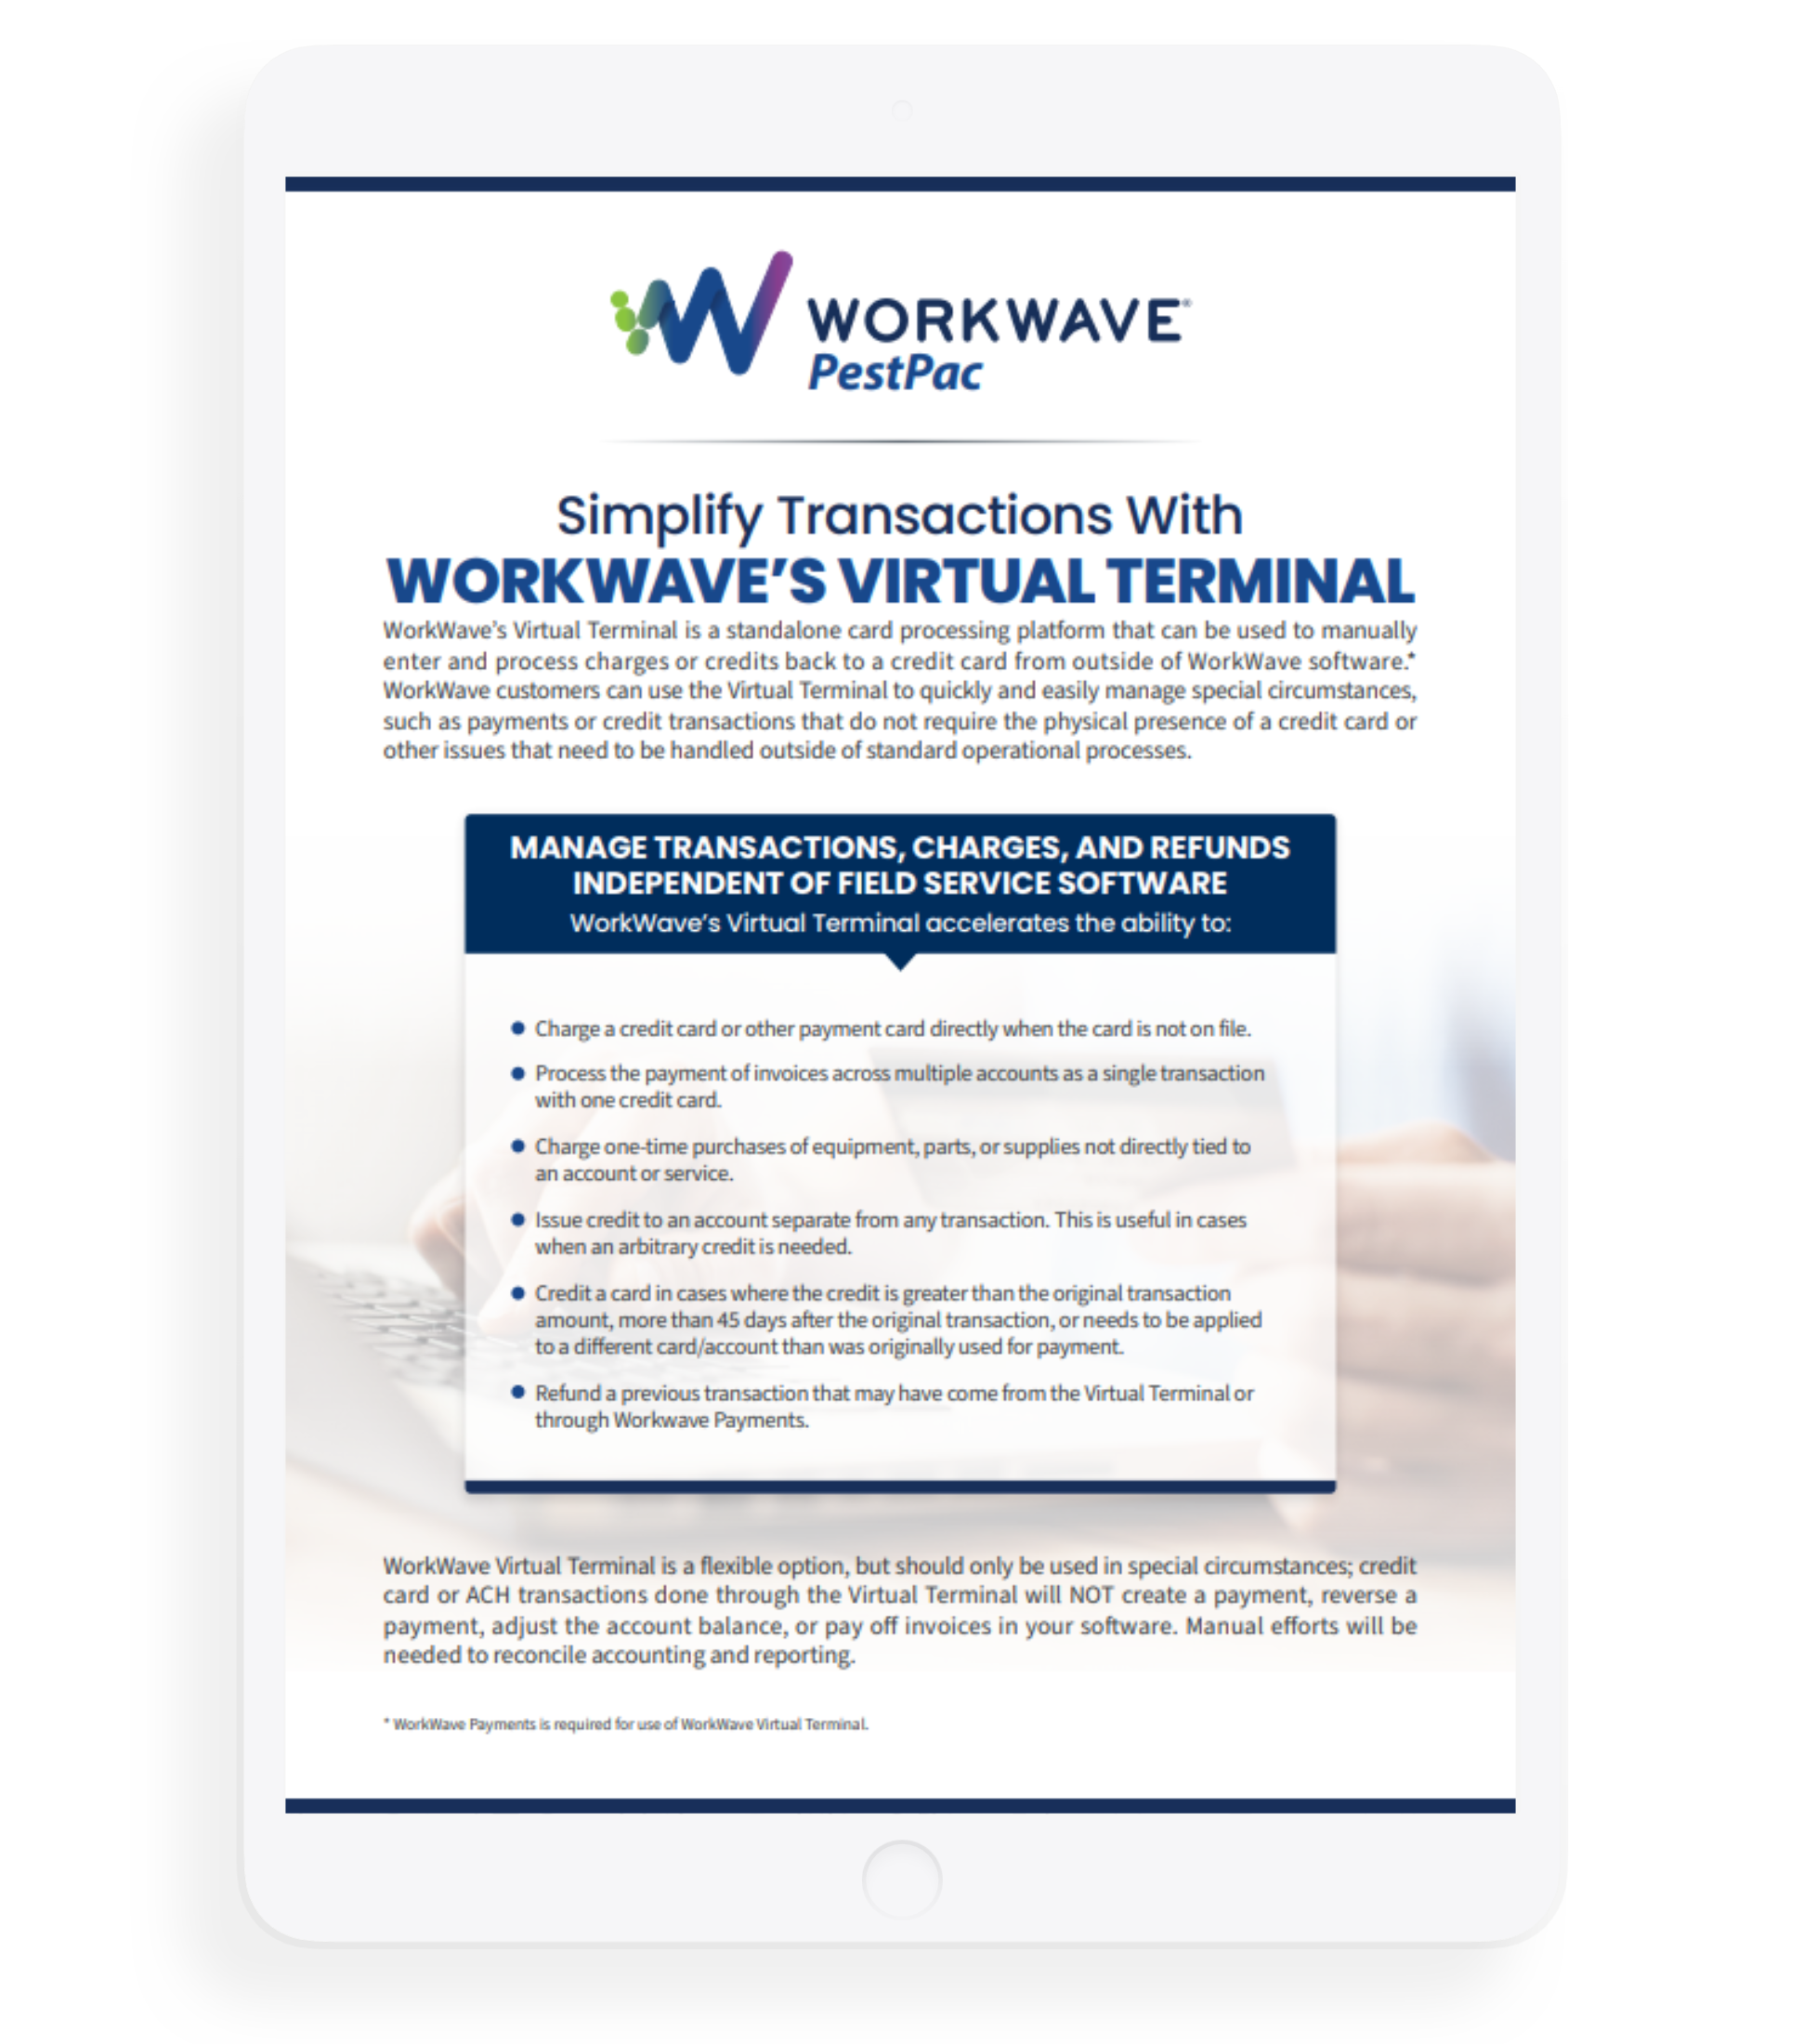 WORKWAVE®
PestPac
Simplify Transactions With
WORKWAVE’S VIRTUAL TERMINAL
WorkWave’s Virtual Terminal is a standalone card processing platform that can be used to manually
enter and process charges or credits back to a credit card from outside of WorkWave software.*
WorkWave customers can use the Virtual Terminal to quickly and easily manage special circumstances,
such as payments or credit transactions that do not require the physical presence of a credit card or
other issues that need to be handled outside of standard operational processes.
MANAGE TRANSACTIONS, CHARGES, AND REFUNDS
INDEPENDENT OF FIELD SERVICE SOFTWARE
WorkWave’s Virtual Terminal accelerates the ability to:
● Charge a credit card or other payment card directly when the card is not on file.
● Process the payment of invoices across multiple accounts as a single transaction
with one credit card.
● Charge one-time purchases of equipment, parts, or supplies not directly tied to
an account or service.
● Issue credit to an account separate from any transaction. This is useful in cases
when an arbitrary credit is needed.
● Credit a card in cases where the credit is greater than the original transaction
amount, more than 45 days after the original transaction, or needs to be applied
to a different card/account than was originally used for payment.
● Refund a previous transaction that may have come from the Virtual Terminal or
through Workwave Payments.
WorkWave Virtual Terminal is a flexible option, but should only be used in special circumstances; credit
card or ACH transactions done through the Virtual Terminal will NOT create a payment, reverse a
payment, adjust the account balance, or pay off invoices in your software. Manual efforts will be
needed to reconcile accounting and reporting.
* WorkWave Payments is required for use of WorkWave Virtual Terminal.